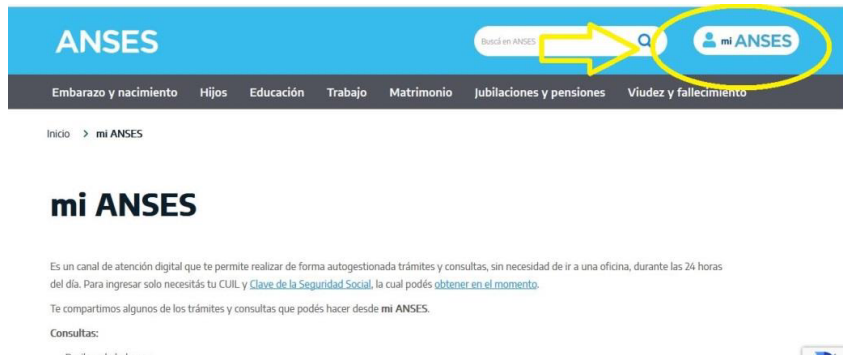 ANSES
Buscá en ANSES
mi ANSES
Embarazo y nacimiento Hijos Educación Trabajo Matrimonio Jubilaciones y pensiones Viudez y fallecimiento
Inicio > mi ANSES
mi ANSES
Es un canal de atención digital que te permite realizar de forma autogestionada trámites y consultas, sin necesidad de ir a una oficina, durante las 24 horas
del día. Para ingresar solo necesitás tu CUIL y Clave de la Seguridad Social, la cual podés obtener en el momento.
Te compartimos algunos de los trámites y consultas que podés hacer desde mi ANSES.
Consultas: